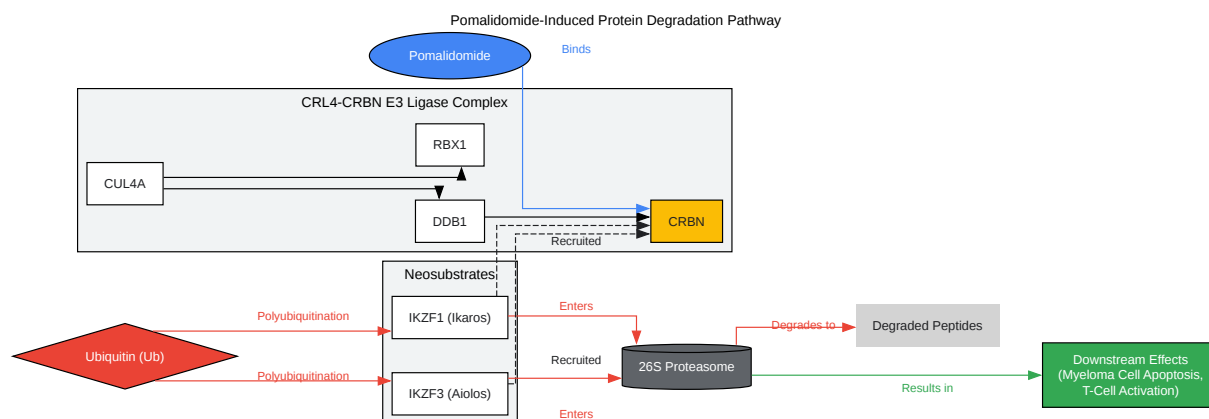 Pomalidomide-Induced Protein Degradation Pathway
Pomalidomide
Binds
CRL4-CRBN E3 Ligase Complex
RBX1
CUL4A
DDB1
CRBN
Recruited
Neosubstrates
Polyubiquitination
IKZF1 (Ikaros)
Enters
Degrades to
Degraded Peptides
Ubiquitin (Ub)
Recruited
26S Proteasome
Downstream Effects
(Myeloma Cell Apoptosis,
T-Cell Activation)
Polyubiquitination
IKZF3 (Aiolos)
Results in
Enters